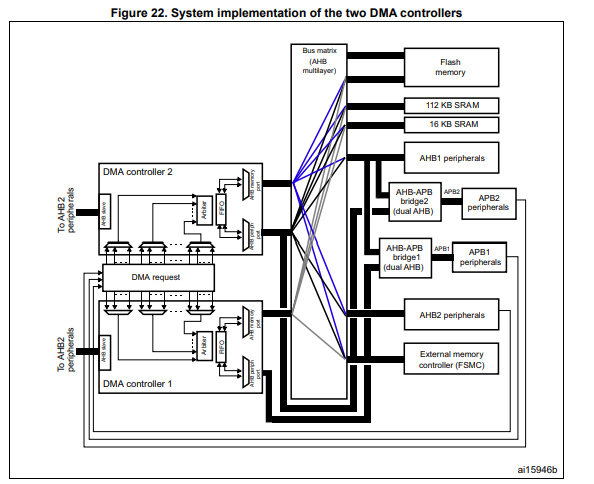 Figure 22. System implementation of the two DMA controllers
Bus matrix
(AHB
multilayer)
Flash
memory
112 KB SRAM
16 KB SRAM
AHB1 peripherals
DMA controller 2
To AHB2
peripherals
AHB slave
Arbiter
FIFO
AHB memory
port
AHB periph
port
AHB-APB
bridge2
(dual AHB)
APB2
APB2
peripherals
AHB-APB
bridge1
(dual AHB)
APB1
APB1
peripherals
DMA request
To AHB2
peripherals
AHB slave
Arbiter
FIFO
AHB memory
port
AHB periph
port
DMA controller 1
AHB2 peripherals
External memory
controller (FSMC)
ai15946b